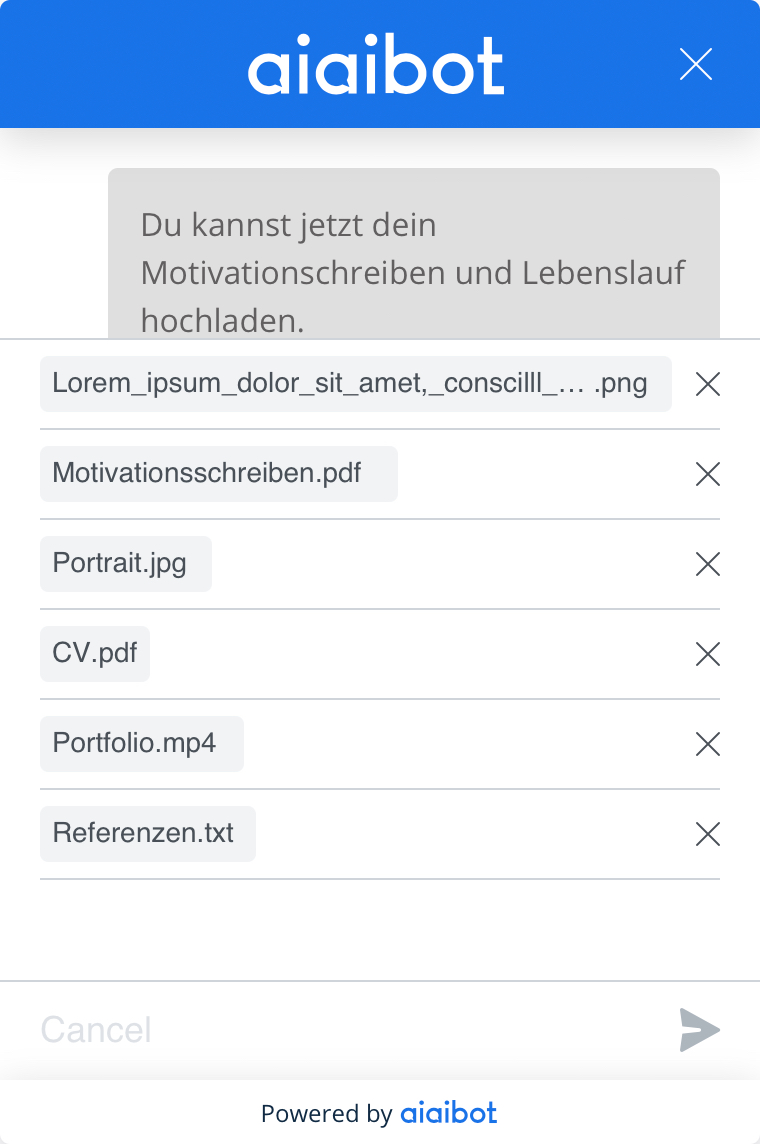 aiaibot
Du kannst jetzt dein
Motivationschreiben und Lebenslauf
hochladen.
Lorem_ipsum_dolor_sit_amet,_conscilll_… .png
Motivationsschreiben.pdf
Portrait.jpg
CV.pdf
Portfolio.mp4
Referenzen.txt
Cancel
Powered by aiaibot